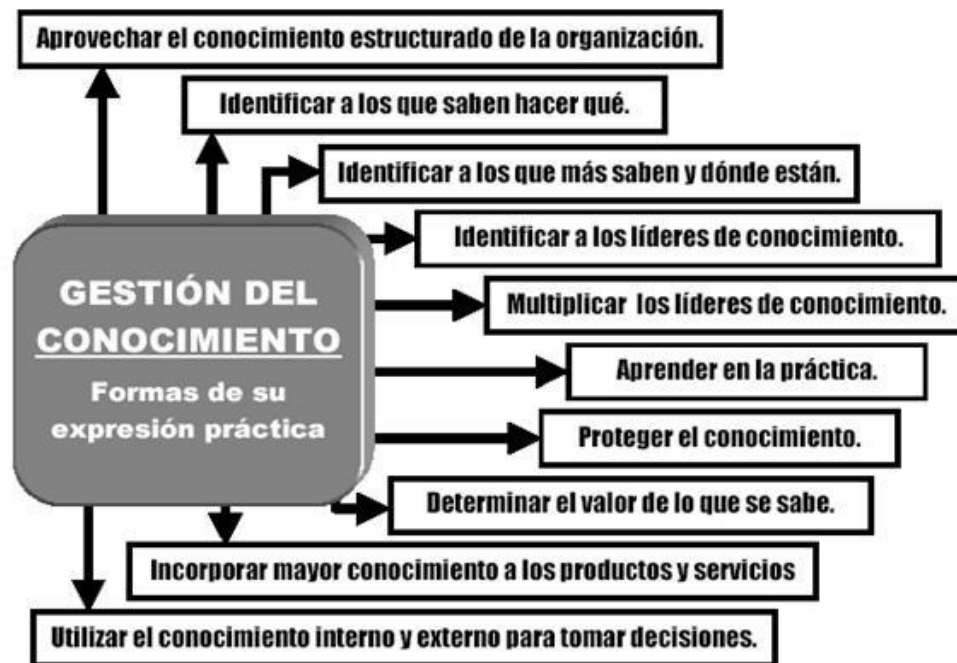 Aprovechar el conocimiento estructurado de la organización.
Identificar a los que saben hacer qué.
Identificar a los que más saben y dónde están.
Identificar a los líderes de conocimiento.
GESTIÓN DEL
CONOCIMIENTO
Formas de su
expresión práctica
Multiplicar los líderes de conocimiento.
Aprender en la práctica.
Proteger el conocimiento.
Determinar el valor de lo que se sabe.
Incorporar mayor conocimiento a los productos y servicios
Utilizar el conocimiento interno y externo para tomar decisiones.